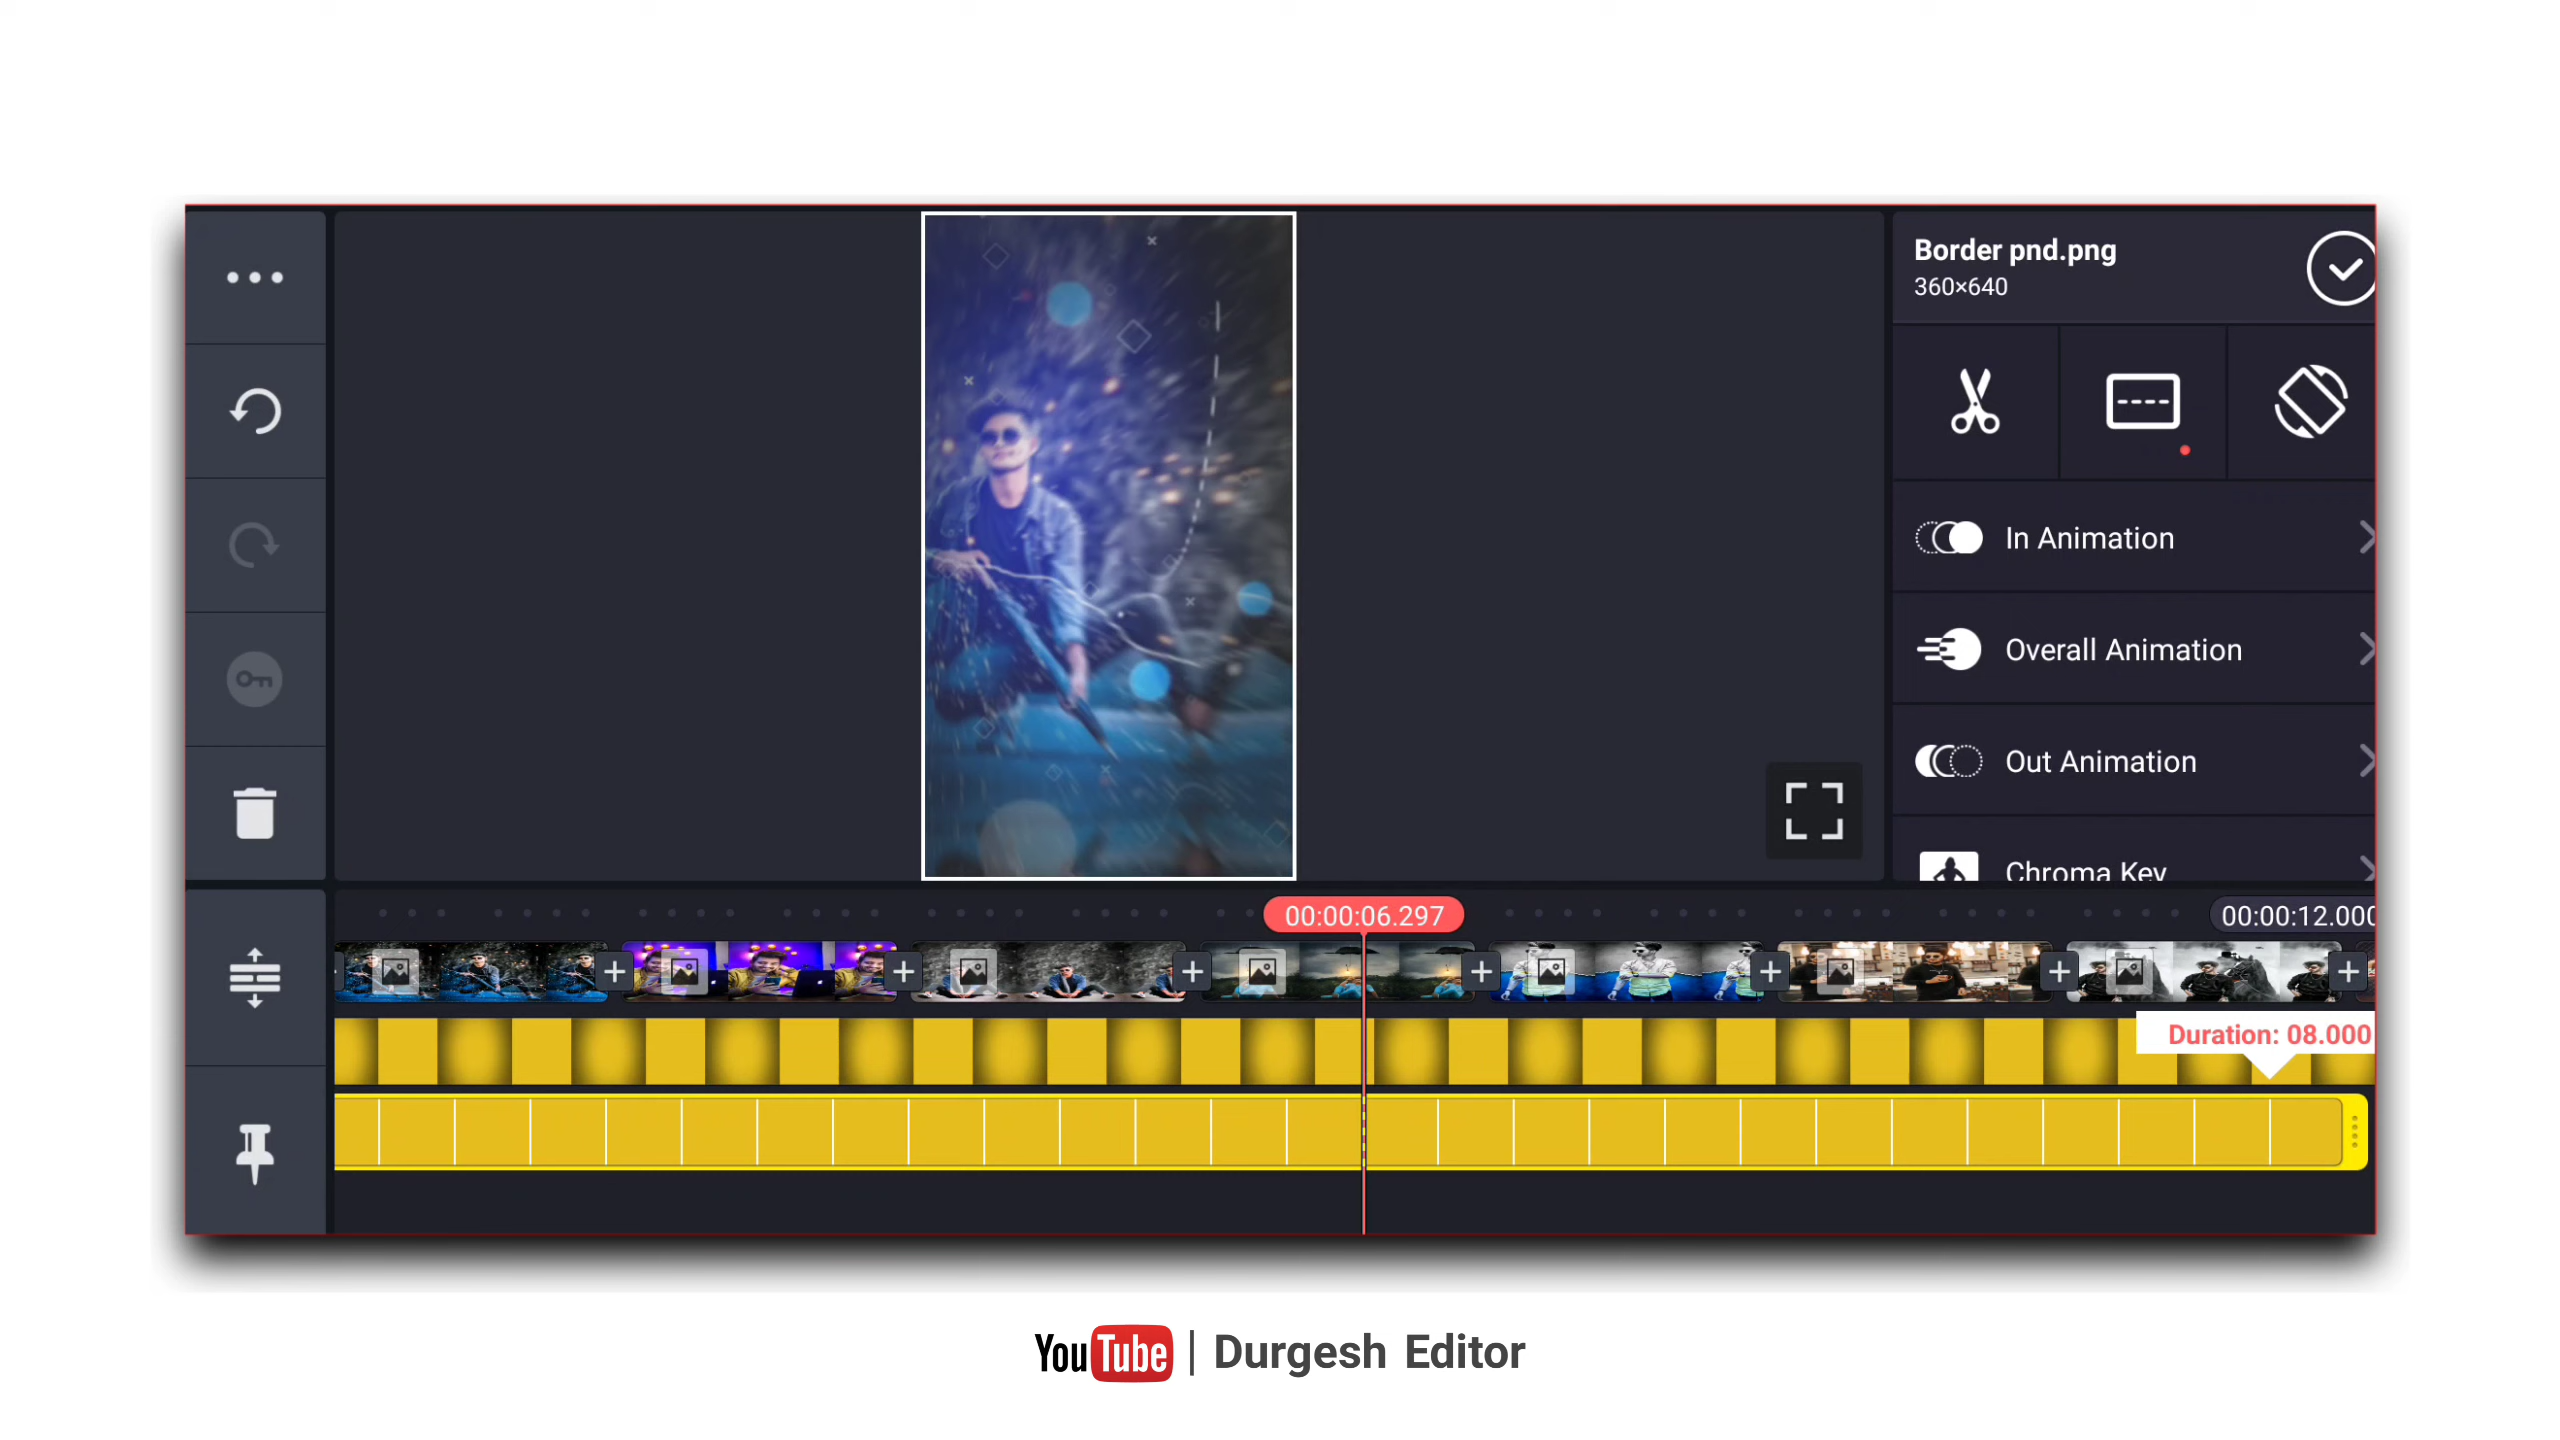 Border pnd.png
360×640
In Animation
Overall Animation
Out Animation
Chroma Key
00:00:06.297
00:00:12.000
Duration: 08.000
YouTube | Durgesh Editor